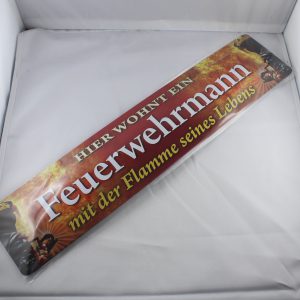 HIER WOHNT EIN
Feuerwehrmann
mit der Flamme seines Lebens